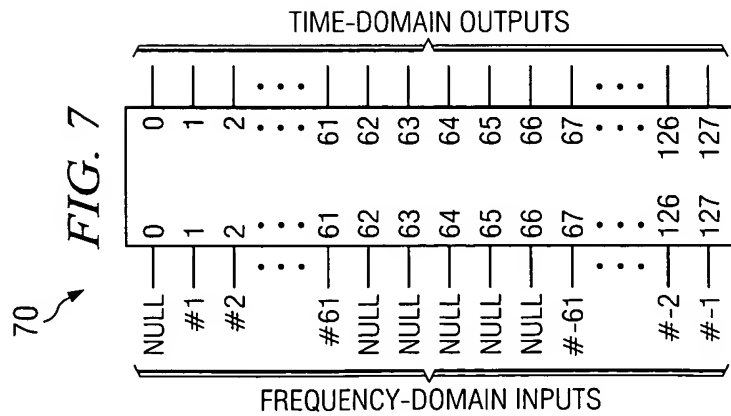 70
FIG. 7
FREQUENCY-DOMAIN INPUTS
TIME-DOMAIN OUTPUTS
NULL 0 0
#1 1 1
#2 2 2
#61 61 61
NULL 62 62
NULL 63 63
NULL 64 64
NULL 65 65
NULL 66 66
#-61 67 67
#-2 126 126
#-1 127 127